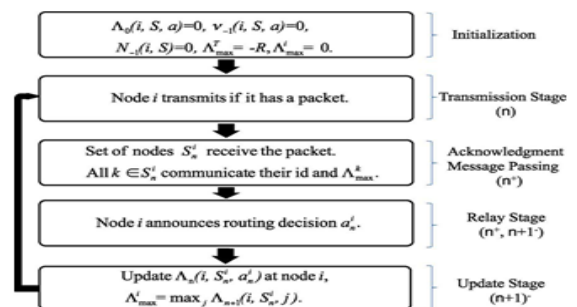 Λ₀(i, S, a)=0, ν₋₁(i, S, a)=0,
Initialization
N₋₁(i, S)=0, Λᵀₘₐₓ= -R, Λⁱₘₐₓ= 0.
Node i transmits if it has a packet.
Transmission Stage
(n)
Set of nodes Sⁱₙ receive the packet.
Acknowledgment
Message Passing
All k ∈Sⁱₙ communicate their id and Λᵏₘₐₓ.
(n⁺)
Node i announces routing decision aⁱₙ.
Relay Stage
(n⁺, n+1⁻)
Update Λₙ(i, Sⁱₙ, aⁱₙ) at node i,
Update Stage
Λⁱₘₐₓ= maxⱼ Λₙ₊₁(i, Sⁱₙ, j).
(n+1)⁻